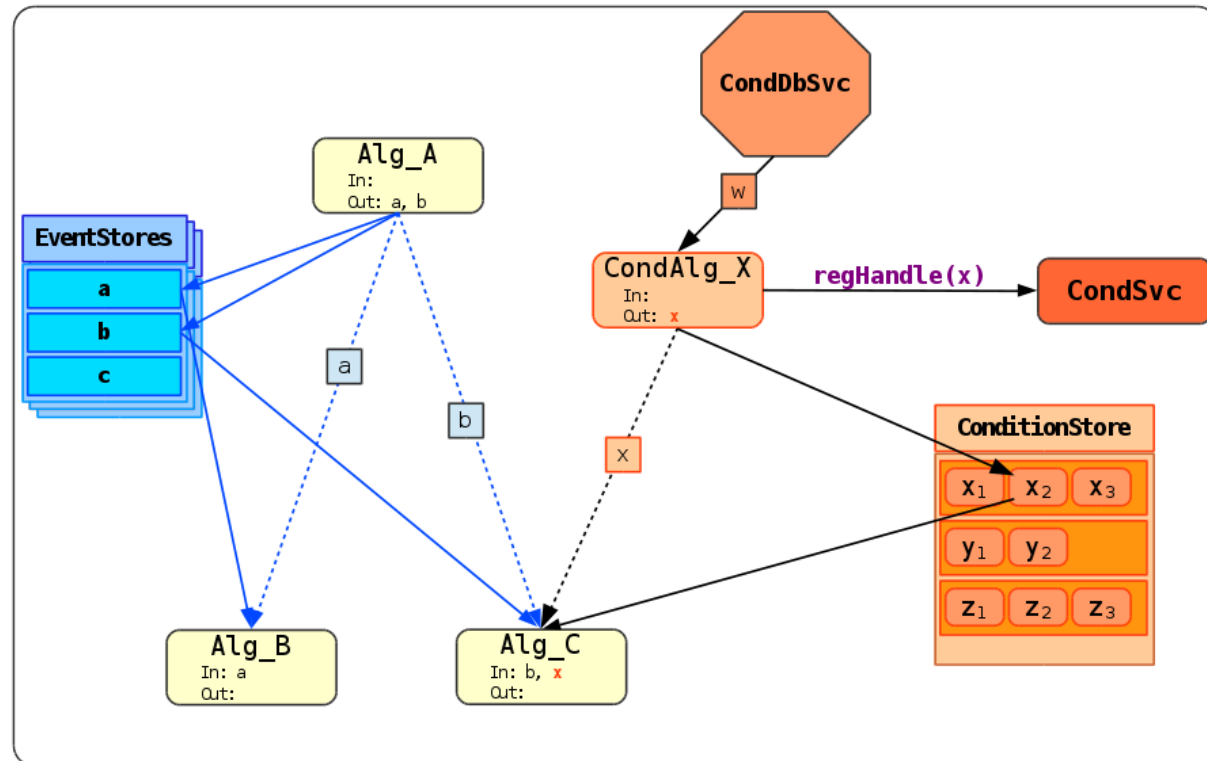 CondDbSvc
Alg_A
In:
Out: a, b
w
EventStores
a
b
c
CondAlg_X
In:
Out: x
regHandle(x)
CondSvc
a
b
x
ConditionStore
x₁ x₂ x₃
y₁ y₂
z₁ z₂ z₃
Alg_B
In: a
Out:
Alg_C
In: b, x
Out: